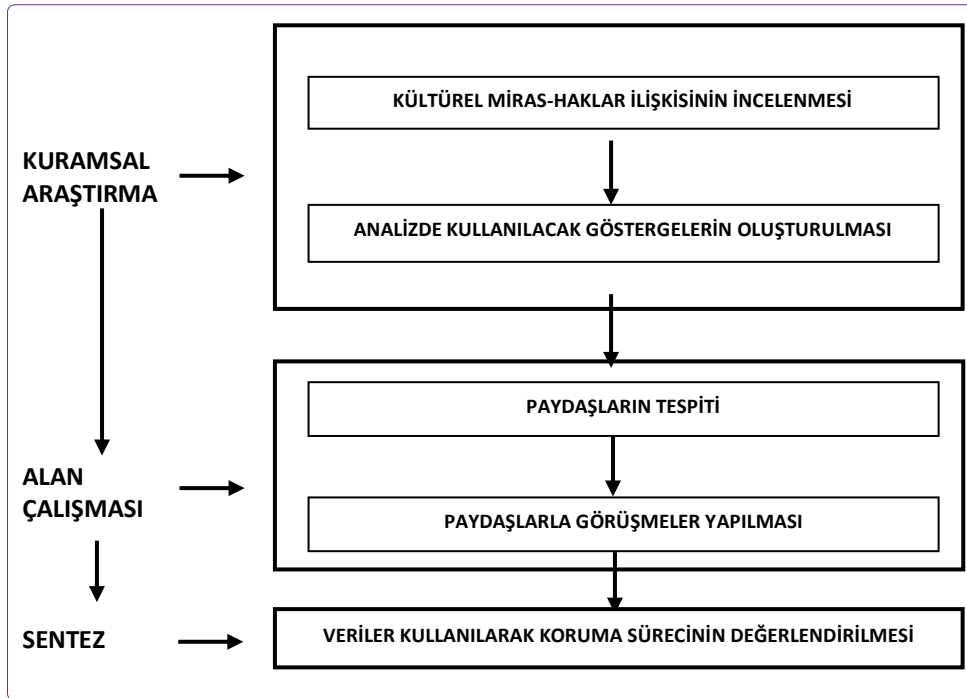 KÜLTÜREL MİRAS-HAKLAR İLİŞKİSİNİN İNCELENMESİ
KURAMSAL
ARAŞTIRMA
ANALİZDE KULLANILACAK GÖSTERGELERİN OLUŞTURULMASI
PAYDAŞLARIN TESPİTİ
ALAN
ÇALIŞMASI
PAYDAŞLARLA GÖRÜŞMELER YAPILMASI
SENTEZ
VERİLER KULLANILARAK KORUMA SÜRECİNİN DEĞERLENDİRİLMESİ